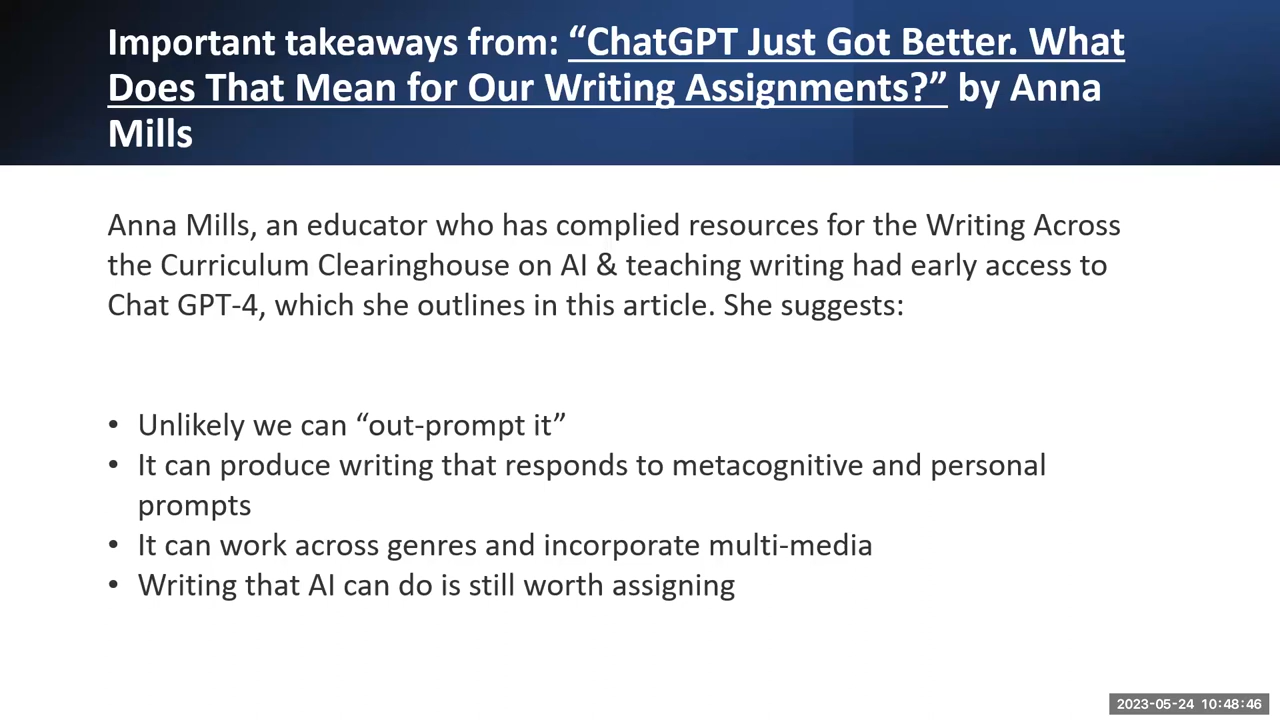 Important takeaways from: “ChatGPT Just Got Better. What
Does That Mean for Our Writing Assignments?” by Anna
Mills
Anna Mills, an educator who has complied resources for the Writing Across
the Curriculum Clearinghouse on AI & teaching writing had early access to
Chat GPT-4, which she outlines in this article. She suggests:
• Unlikely we can “out-prompt it”
• It can produce writing that responds to metacognitive and personal
prompts
• It can work across genres and incorporate multi-media
• Writing that AI can do is still worth assigning
2023-05-24 10:48:46